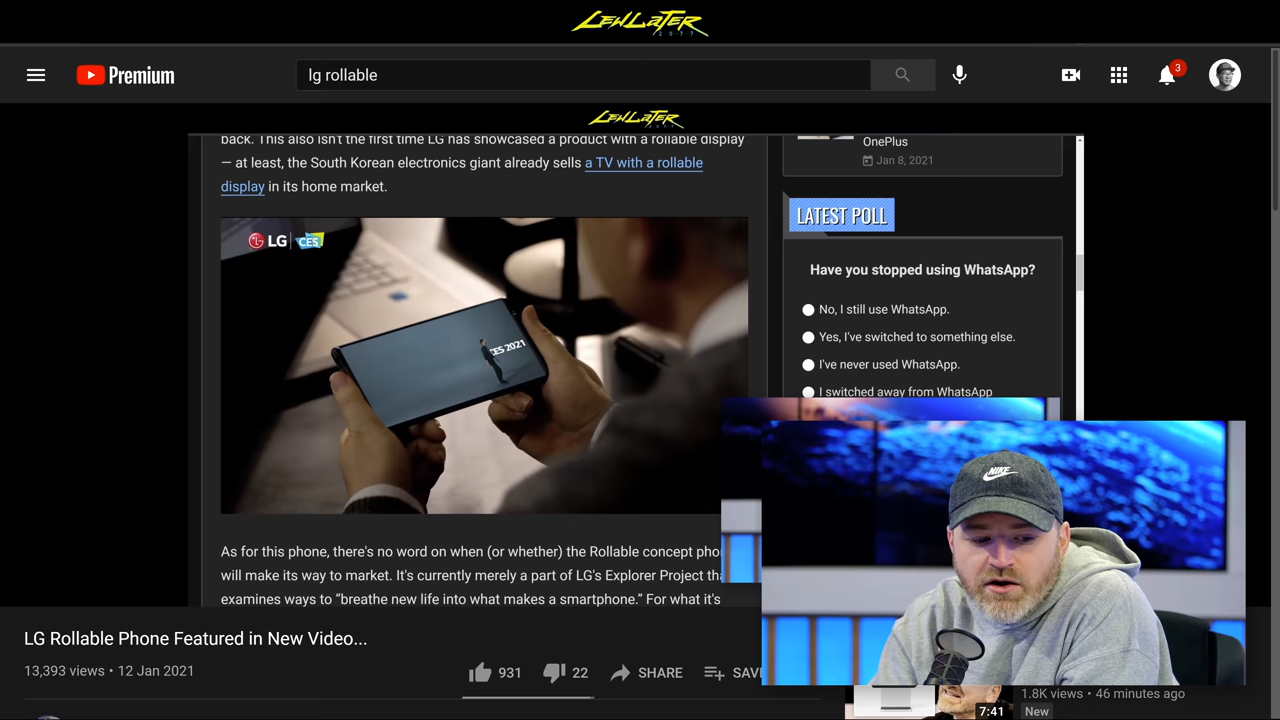 LEWLATER
2077
Premium
lg rollable
3
LEWLATER
back. This also isn't the first time LG has showcased a product with a rollable display
— at least, the South Korean electronics giant already sells a TV with a rollable
display in its home market.
LG CES
CES 2021
As for this phone, there's no word on when (or whether) the Rollable concept
will make its way to market. It's currently merely a part of LG's Explorer Project
examines ways to “breathe new life into what makes a smartphone.” For what it's
OnePlus
Jan 8, 2021
LATEST POLL
Have you stopped using WhatsApp?
No, I still use WhatsApp.
Yes, I've switched to something else.
I've never used WhatsApp.
I switched away from WhatsApp
NIKE
LG Rollable Phone Featured in New Video...
13,393 views • 12 Jan 2021
931
22
SHARE
7:41
1.8K views • 46 minutes ago
New